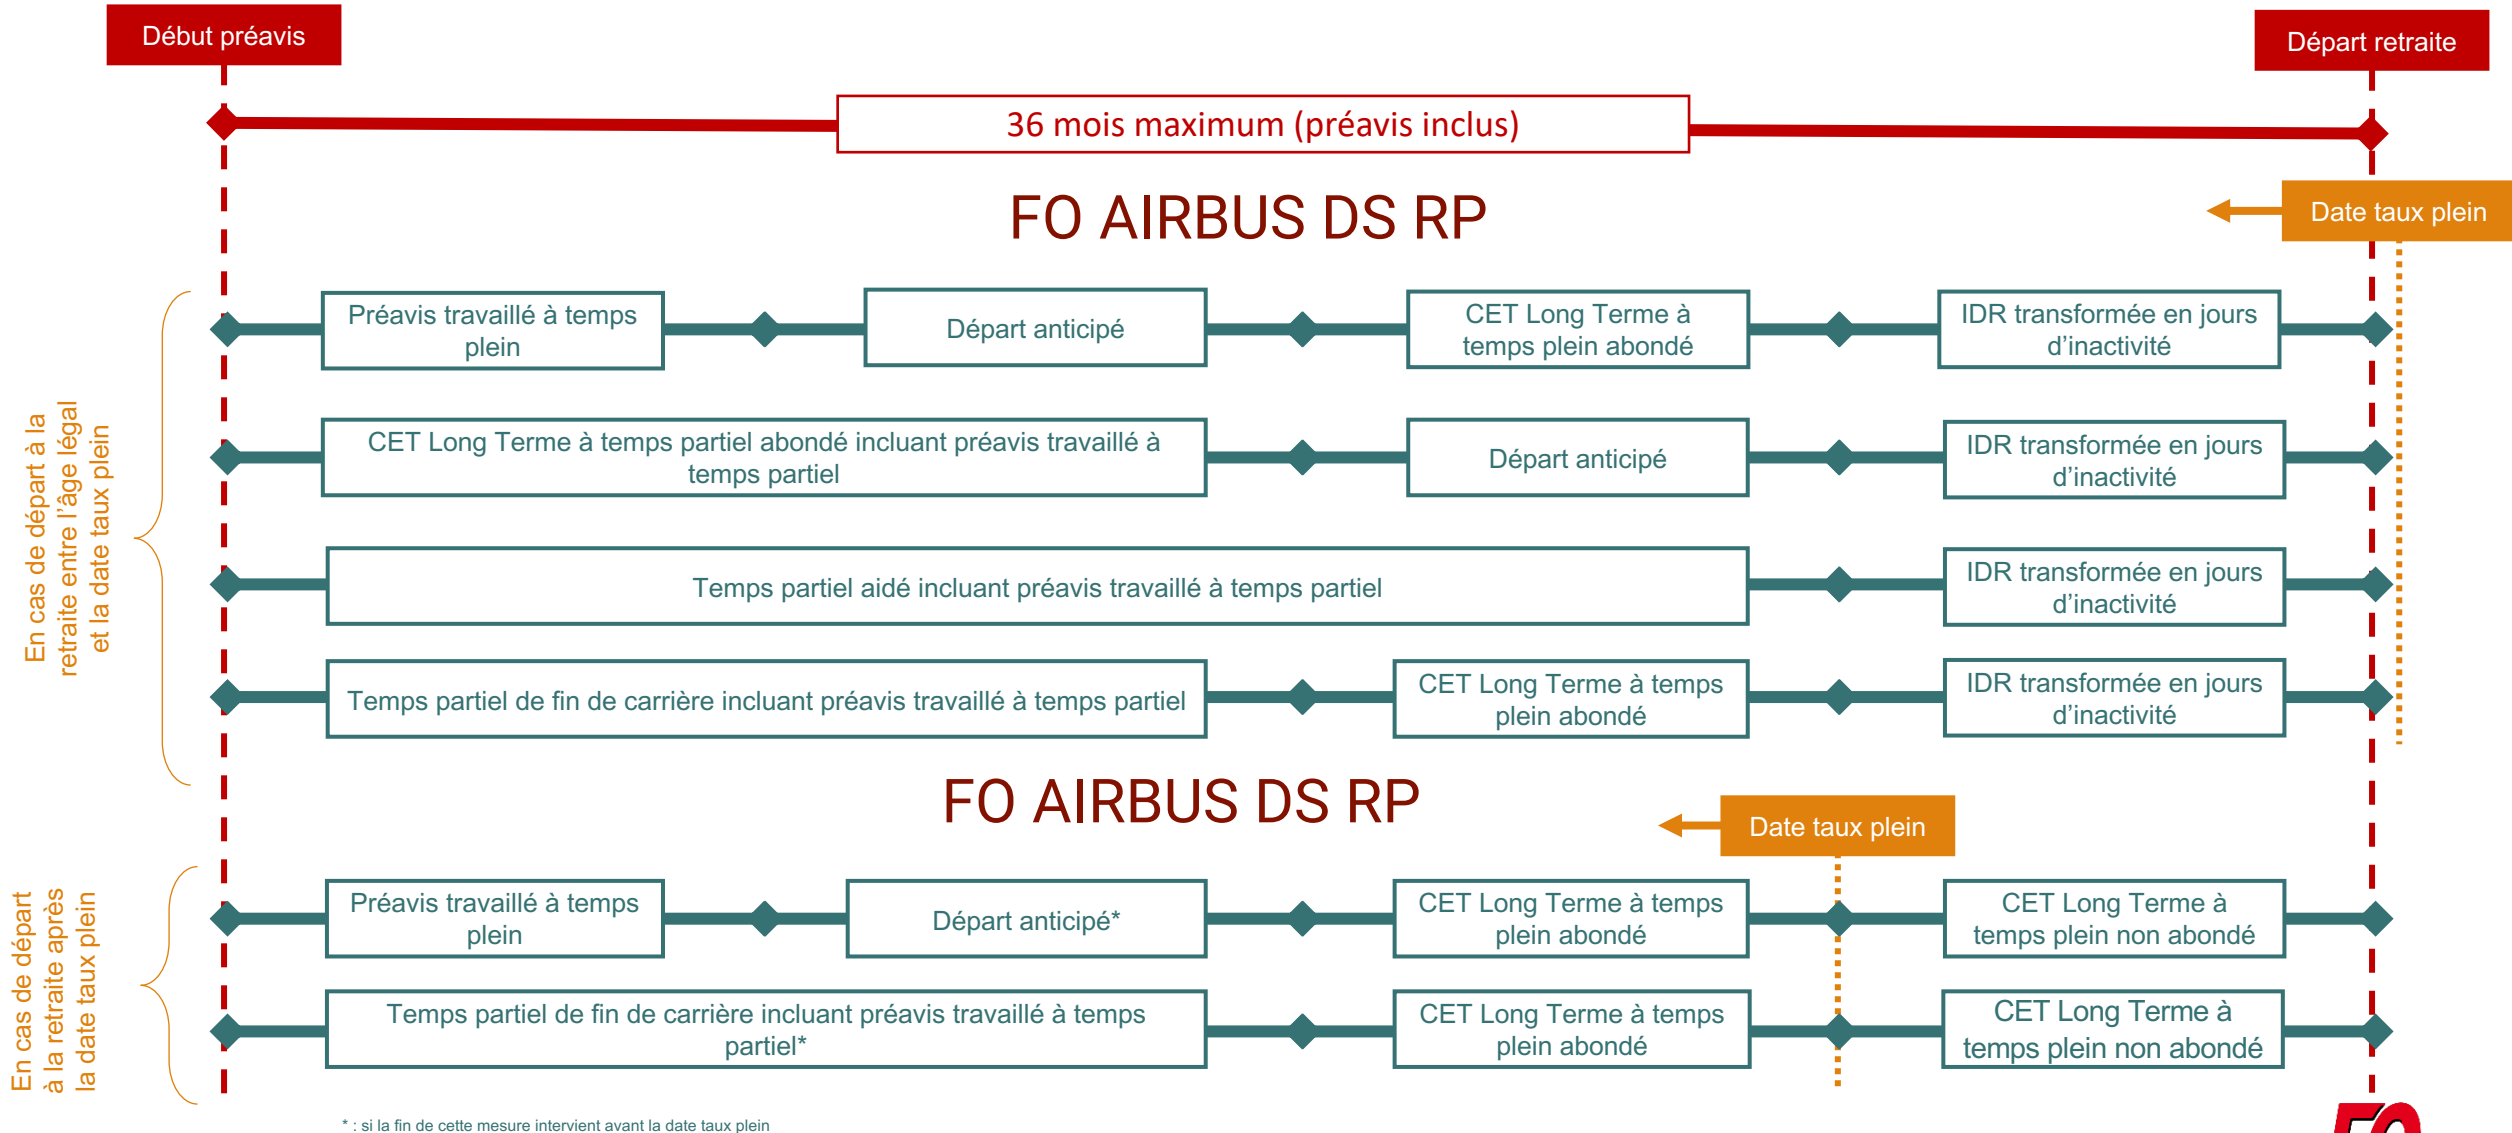 Début préavis
Départ retraite
36 mois maximum (préavis inclus)
FO AIRBUS DS RP
Date taux plein
En cas de départ à la
retraite entre l'âge légal
et la date taux plein
Préavis travaillé à temps
plein
Départ anticipé
CET Long Terme à
temps plein abondé
IDR transformée en jours
d'inactivité
CET Long Terme à temps partiel abondé incluant préavis travaillé à
temps partiel
Départ anticipé
IDR transformée en jours
d'inactivité
Temps partiel aidé incluant préavis travaillé à temps partiel
IDR transformée en jours
d'inactivité
Temps partiel de fin de carrière incluant préavis travaillé à temps partiel
CET Long Terme à temps
plein abondé
IDR transformée en jours
d'inactivité
FO AIRBUS DS RP
Date taux plein
En cas de départ
à la retraite après
la date taux plein
Préavis travaillé à temps
plein
Départ anticipé*
CET Long Terme à temps
plein abondé
CET Long Terme à
temps plein non abondé
Temps partiel de fin de carrière incluant préavis travaillé à temps
partiel*
CET Long Terme à temps
plein abondé
CET Long Terme à
temps plein non abondé
* : si la fin de cette mesure intervient avant la date taux plein
FO